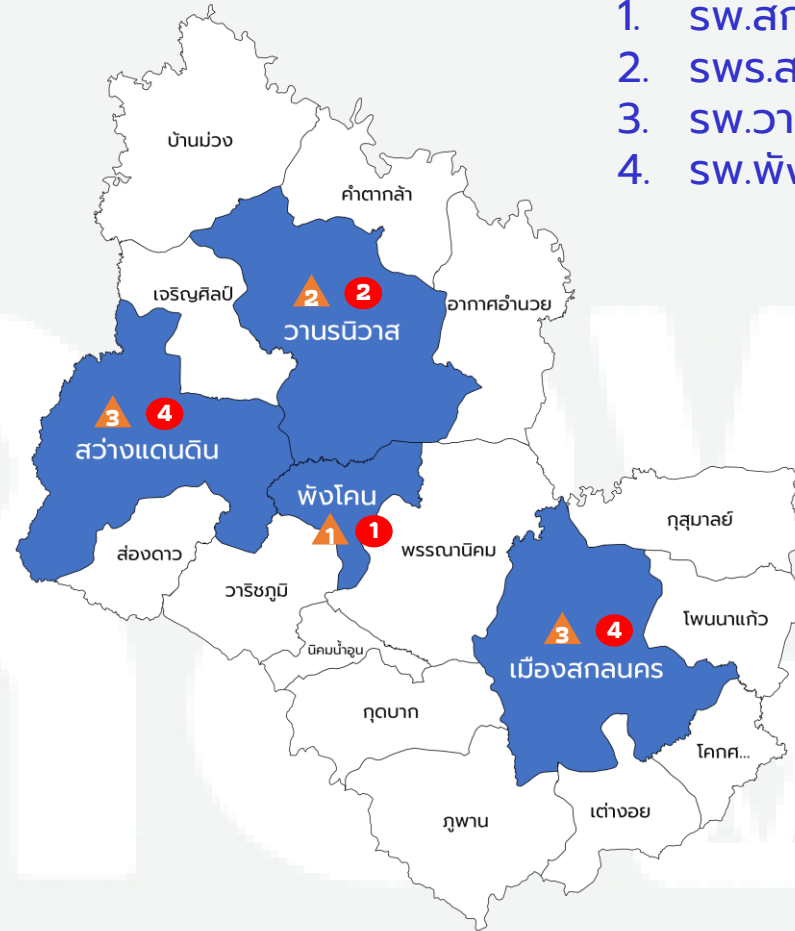 1. รพ.สก
2. รพร.ส
3. รพ.วา
4. รพ.พัง
บ้านม่วง
คำตากล้า
เจริญศิลป์
2 2
อากาศอำนวย
วานรนิวาส
3 4
สว่างแดนดิน
พังโคน
1 1
กุสุมาลย์
ส่องดาว
พรรณานิคม
วาริชภูมิ
โพนนาแก้ว
3 4
นิคมน้ำอูน
เมืองสกลนคร
กุดบาก
โคกศ...
ภูพาน
เต่างอย